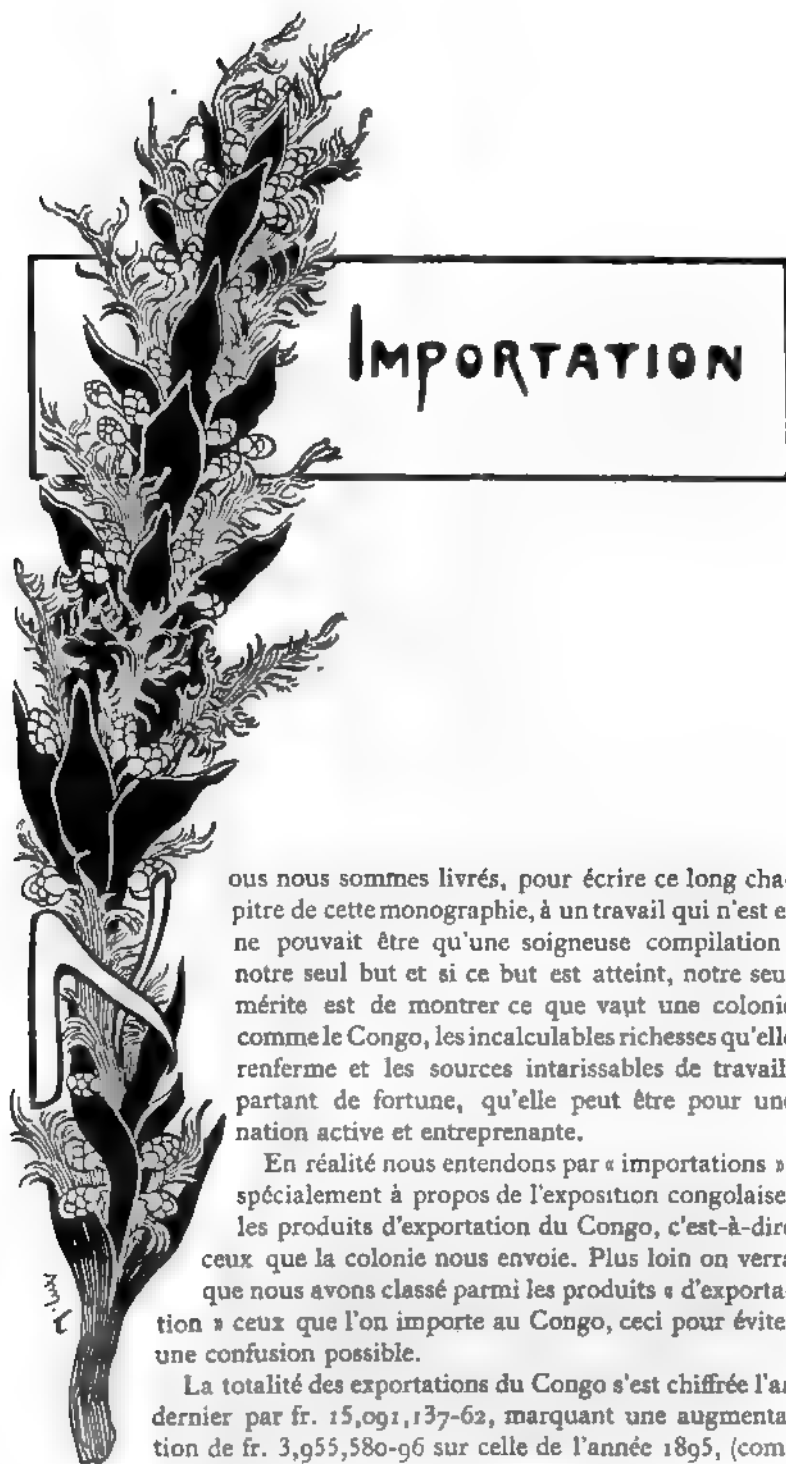 IMPORTATION
Nous nous sommes livrés, pour écrire ce long cha-
pitre de cette monographie, à un travail qui n'est e
ne pouvait être qu'une soigneuse compilation
notre seul but et si ce but est atteint, notre seu
mérite est de montrer ce que vaut une colonie
comme le Congo, les incalculables richesses qu'elle
renferme et les sources intarissables de travail
partant de fortune, qu'elle peut être pour une
nation active et entreprenante.
En réalité nous entendons par « importations »
spécialement à propos de l'exposition congolaise
les produits d'exportation du Congo, c'est-à-dir
ceux que la colonie nous envoie. Plus loin on verra
que nous avons classé parmi les produits « d'exporta-
tion » ceux que l'on importe au Congo, ceci pour évite
une confusion possible.
La totalité des exportations du Congo s'est chiffrée l'an
dernier par fr. 15,091,137-62, marquant une augmenta-
tion de fr. 3,955,580-96 sur celle de l'année 1895, (com